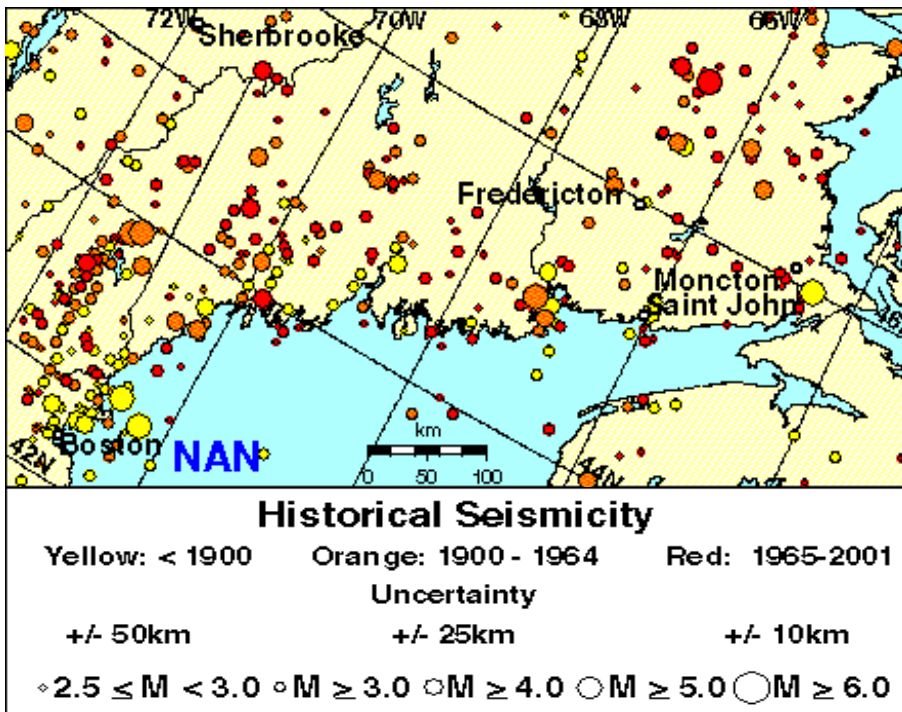 72W 70W 68W 66W
Sherbrooke
Fredericton
Moncton
Saint John
46N
km
Boston NAN
42N 0 50 100 44N
Historical Seismicity
Yellow: < 1900 Orange: 1900 - 1964 Red: 1965-2001
Uncertainty
+/- 50km +/- 25km +/- 10km
2.5 ≤ M < 3.0 M ≥ 3.0 M ≥ 4.0 M ≥ 5.0 M ≥ 6.0